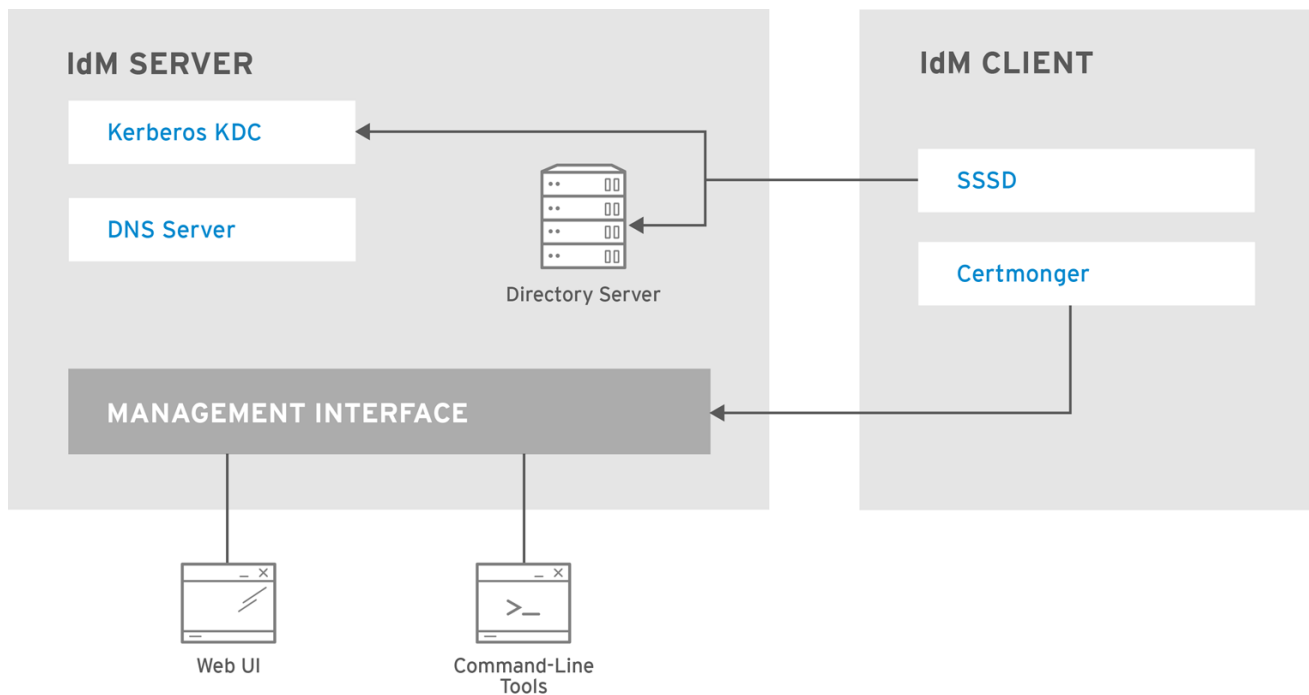 IdM SERVER
Kerberos KDC
DNS Server
Directory Server
MANAGEMENT INTERFACE
Web UI
>_
Command-Line
Tools
IdM CLIENT
SSSD
Certmonger